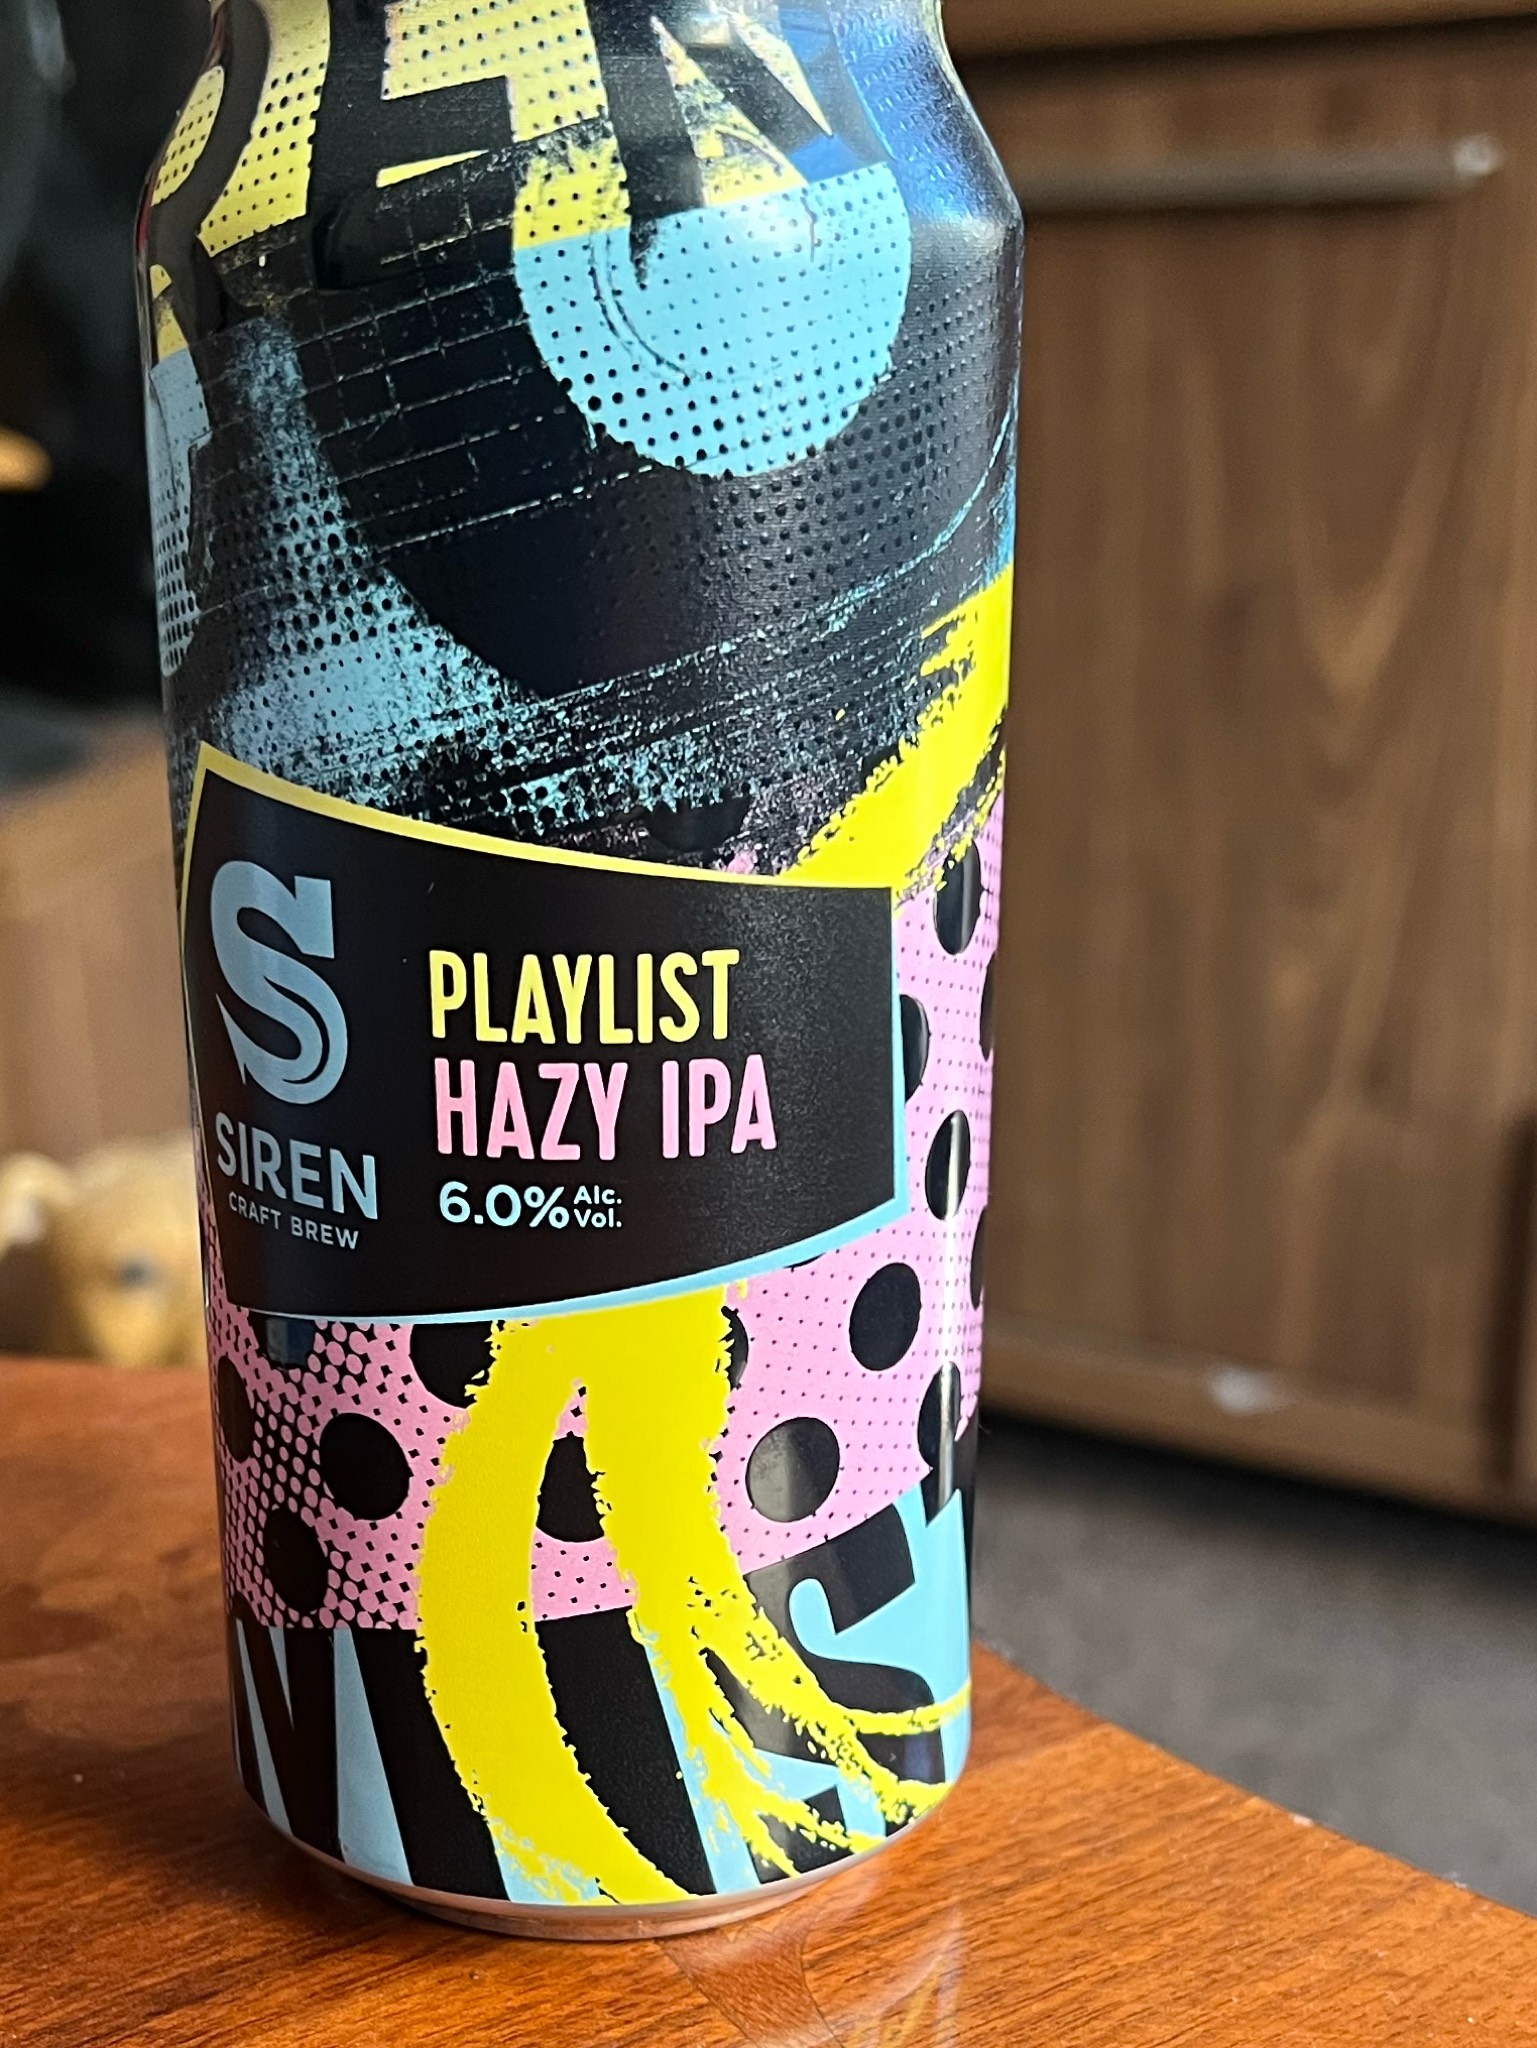 S
SIREN
CRAFT BREW
PLAYLIST
HAZY IPA
6.0% Alc.
Vol.